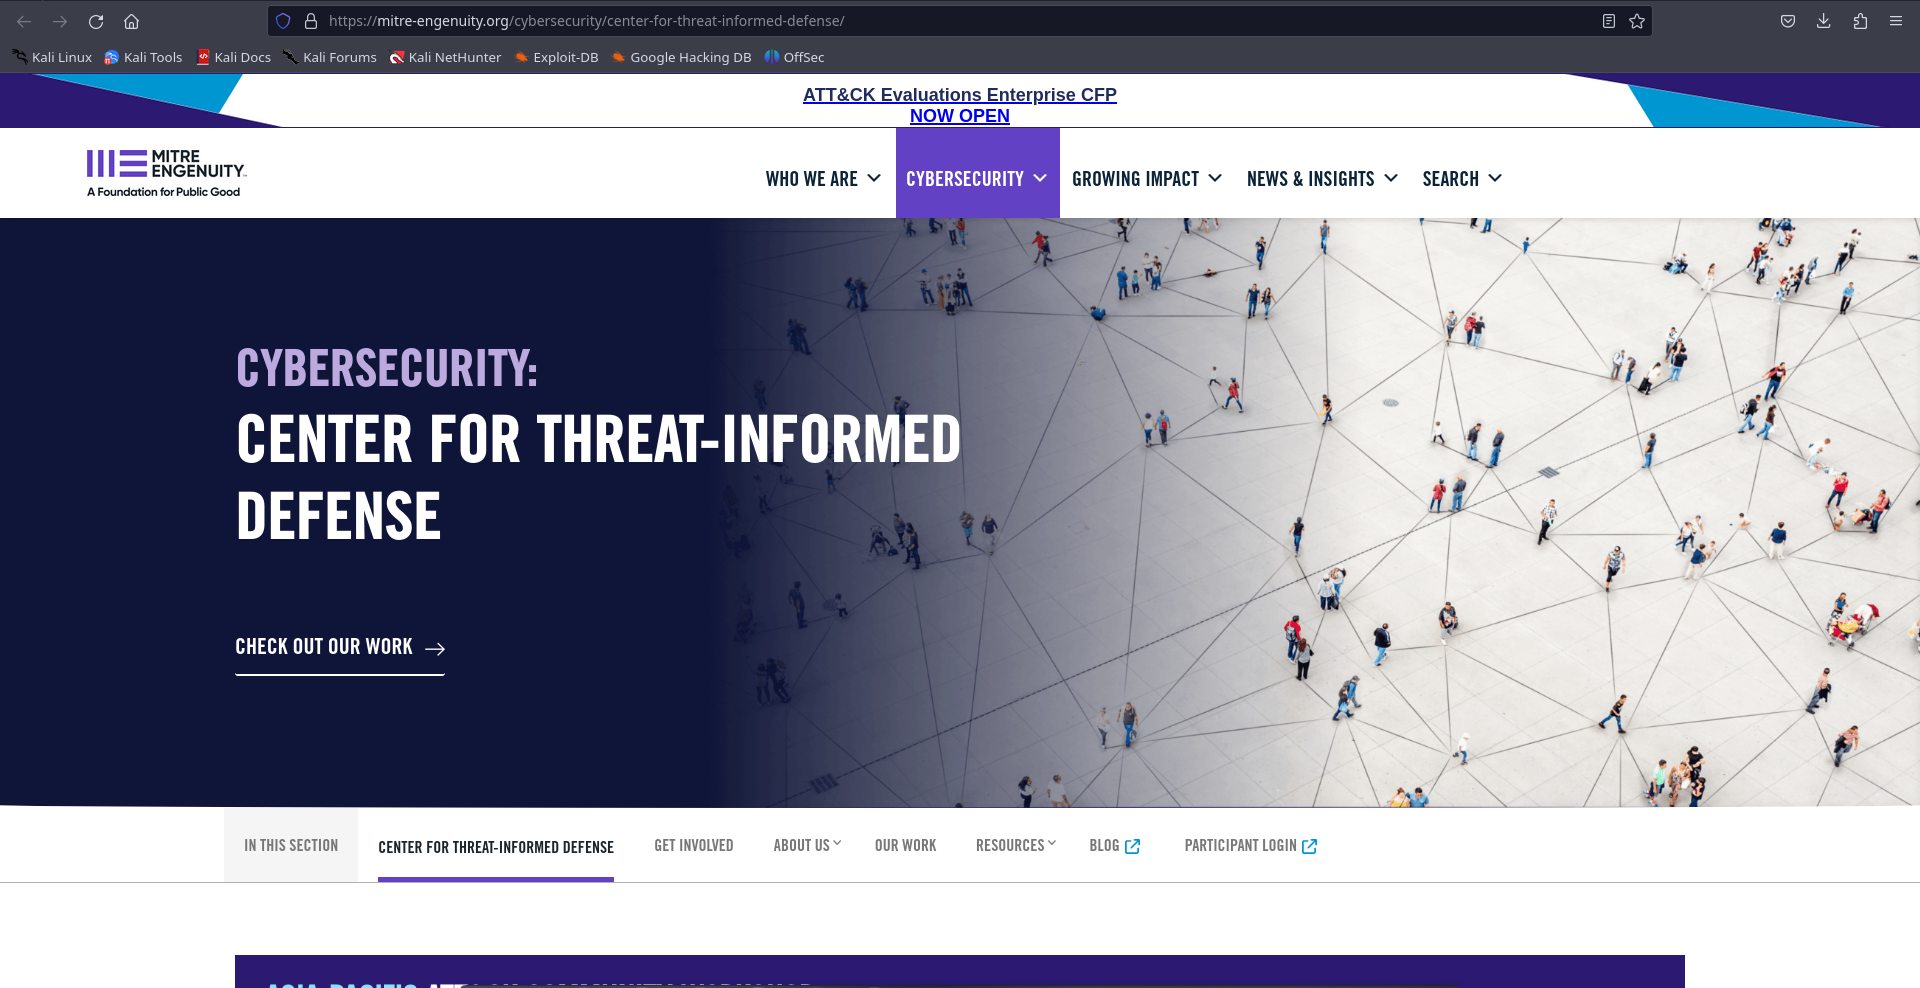 https://mitre-engenuity.org/cybersecurity/center-for-threat-informed-defense/
Kali Linux Kali Tools Kali Docs Kali Forums Kali NetHunter Exploit-DB Google Hacking DB OffSec
ATT&CK Evaluations Enterprise CFP
NOW OPEN
MITRE
ENGENUITY
A Foundation for Public Good
WHO WE ARE CYBERSECURITY GROWING IMPACT NEWS & INSIGHTS SEARCH
CYBERSECURITY:
CENTER FOR THREAT-INFORMED
DEFENSE
CHECK OUT OUR WORK
IN THIS SECTION CENTER FOR THREAT-INFORMED DEFENSE GET INVOLVED ABOUT US OUR WORK RESOURCES BLOG PARTICIPANT LOGIN